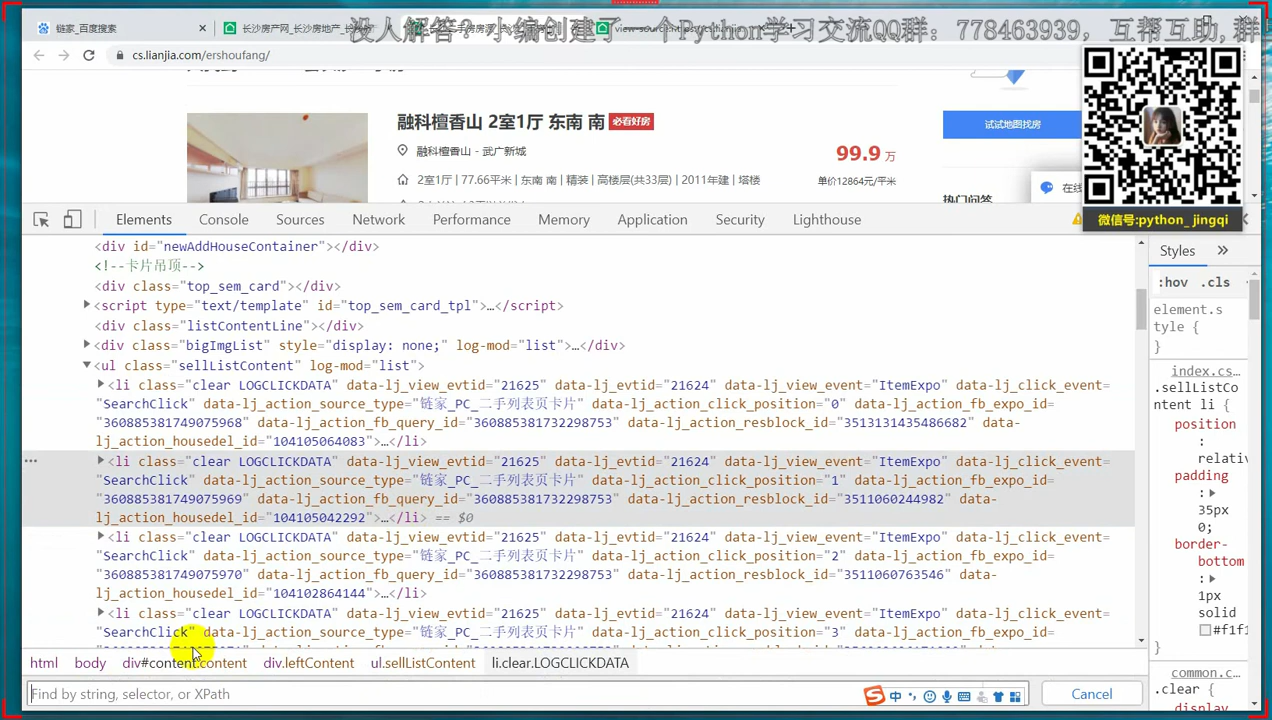 链家_百度搜索
长沙房产网_长沙房地产_长沙
没人解答?小编创建了一个Python学习交流QQ群: 778463939, 互帮互助, 群
cs.lianjia.com/ershoufang/
融科檀香山 2室1厅 东南 南 必看好房
融科檀香山 - 武广新城
99.9 万
2室1厅 | 77.66平米 | 东南 南 | 精装 | 高楼层(共33层) | 2011年建 | 塔楼
单价12864元/平米
试试地图找房
在线
热门问答
微信号:python_jingqi
Elements Console Sources Network Performance Memory Application Security Lighthouse
<div id="newAddHouseContainer"></div>
<!--卡片吊顶-->
<div class="top_sem_card"></div>
<script type="text/template" id="top_sem_card_tpl">…</script>
<div class="listContentLine"></div>
<div class="bigImgList" style="display: none;" log-mod="list">…</div>
<ul class="sellListContent" log-mod="list">
<li class="clear LOGCLICKDATA" data-lj_view_evtid="21625" data-lj_evtid="21624" data-lj_view_event="ItemExpo" data-lj_click_event=
"SearchClick" data-lj_action_source_type="链家_PC_二手列表页卡片" data-lj_action_click_position="0" data-lj_action_fb_expo_id=
"360885381749075968" data-lj_action_fb_query_id="360885381732298753" data-lj_action_resblock_id="3513131435486682" data-
lj_action_housedel_id="104105064083">…</li>
<li class="clear LOGCLICKDATA" data-lj_view_evtid="21625" data-lj_evtid="21624" data-lj_view_event="ItemExpo" data-lj_click_event=
"SearchClick" data-lj_action_source_type="链家_PC_二手列表页卡片" data-lj_action_click_position="1" data-lj_action_fb_expo_id=
"360885381749075969" data-lj_action_fb_query_id="360885381732298753" data-lj_action_resblock_id="3511060244982" data-
lj_action_housedel_id="104105042292">…</li> == $0
<li class="clear LOGCLICKDATA" data-lj_view_evtid="21625" data-lj_evtid="21624" data-lj_view_event="ItemExpo" data-lj_click_event=
"SearchClick" data-lj_action_source_type="链家_PC_二手列表页卡片" data-lj_action_click_position="2" data-lj_action_fb_expo_id=
"360885381749075970" data-lj_action_fb_query_id="360885381732298753" data-lj_action_resblock_id="3511060763546" data-
lj_action_housedel_id="104102864144">…</li>
<li class="clear LOGCLICKDATA" data-lj_view_evtid="21625" data-lj_evtid="21624" data-lj_view_event="ItemExpo" data-lj_click_event=
"SearchClick" data-lj_action_source_type="链家_PC_二手列表页卡片" data-lj_action_click_position="3" data-lj_action_fb_expo_id=
html body div#content.content div.leftContent ul.sellListContent li.clear.LOGCLICKDATA
Find by string, selector, or XPath
中
Cancel
Styles
:hov .cls
element.s
tyle {
}
index.cs…
.sellListCo
ntent li {
position
:
relativ
padding
:
35px
0;
border-
bottom
:
1px
solid
#f1f1
}
common.c…
.clear {
display